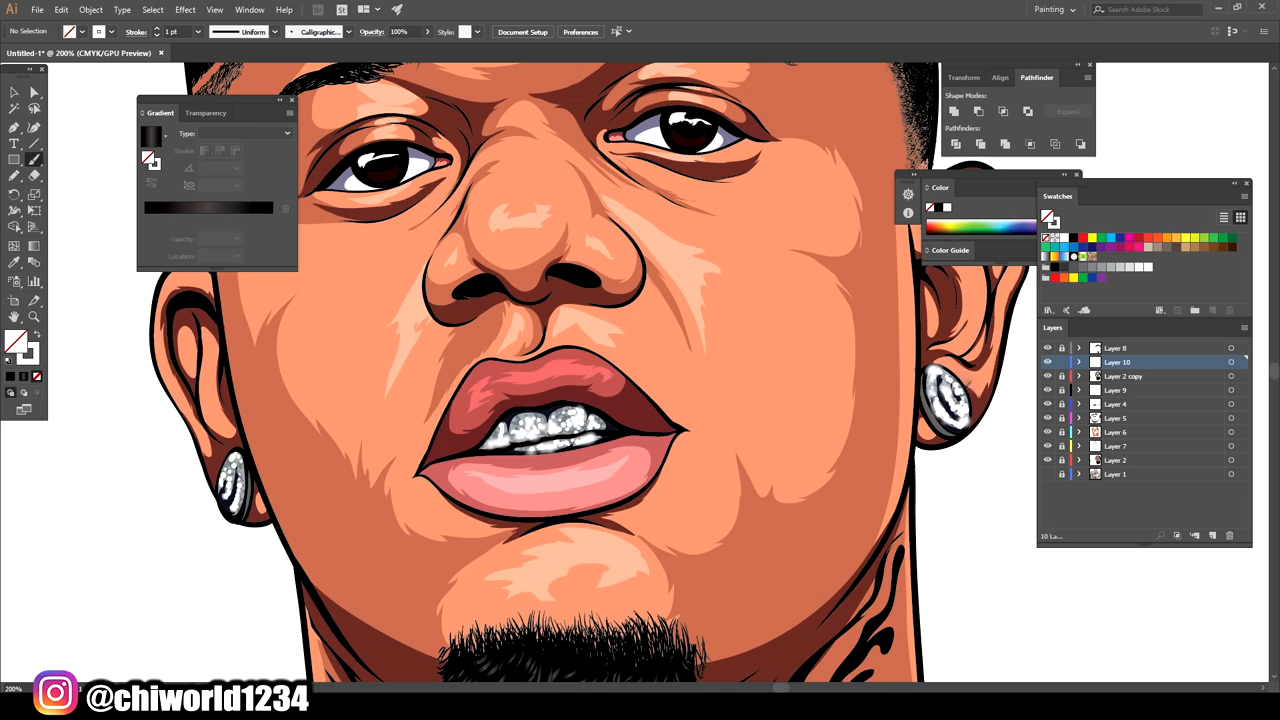 Ai File Edit Object Type Select Effect View Window Help Br St Painting Search Adobe Stock
No Selection Stroke: 1 pt Uniform Calligraphic... Opacity: 100% Style: Document Setup Preferences
Untitled-1* @ 200% (CMYK/GPU Preview)
Transform Align Pathfinder
Shape Modes:
Expand
Pathfinders:
Gradient Transparency
Type:
Stroke:
Opacity:
Location:
Color
Color Guide
Swatches
Layers
Layer 8
Layer 10
Layer 2 copy
Layer 9
Layer 4
Layer 5
Layer 6
Layer 7
Layer 2
Layer 1
10 La...
200%
@chiworld1234